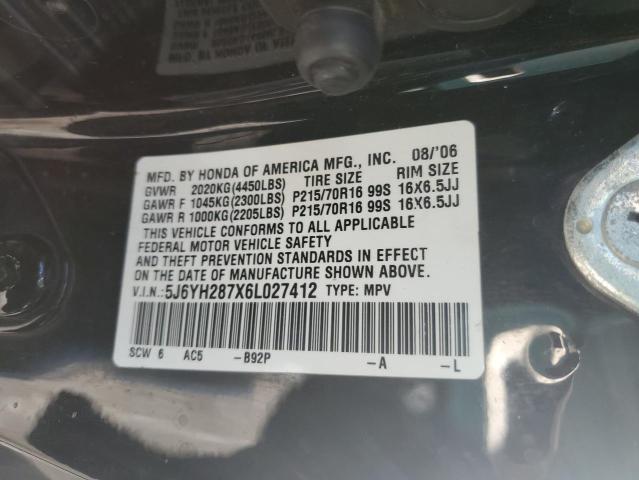 MFD. BY HONDA OF AMERICA MFG., INC. 08/'06
GVWR 2020KG(4450LBS) TIRE SIZE RIM SIZE
GAWR F 1045KG(2300LBS) P215/70R16 99S 16X6.5JJ
GAWR R 1000KG(2205LBS) P215/70R16 99S 16X6.5JJ
THIS VEHICLE CONFORMS TO ALL APPLICABLE
FEDERAL MOTOR VEHICLE SAFETY
AND THEFT PREVENTION STANDARDS IN EFFECT
ON THE DATE OF MANUFACTURE SHOWN ABOVE.
V.I.N.:5J6YH287X6L027412 TYPE: MPV
SCW 6 AC5 -B92P -A -L